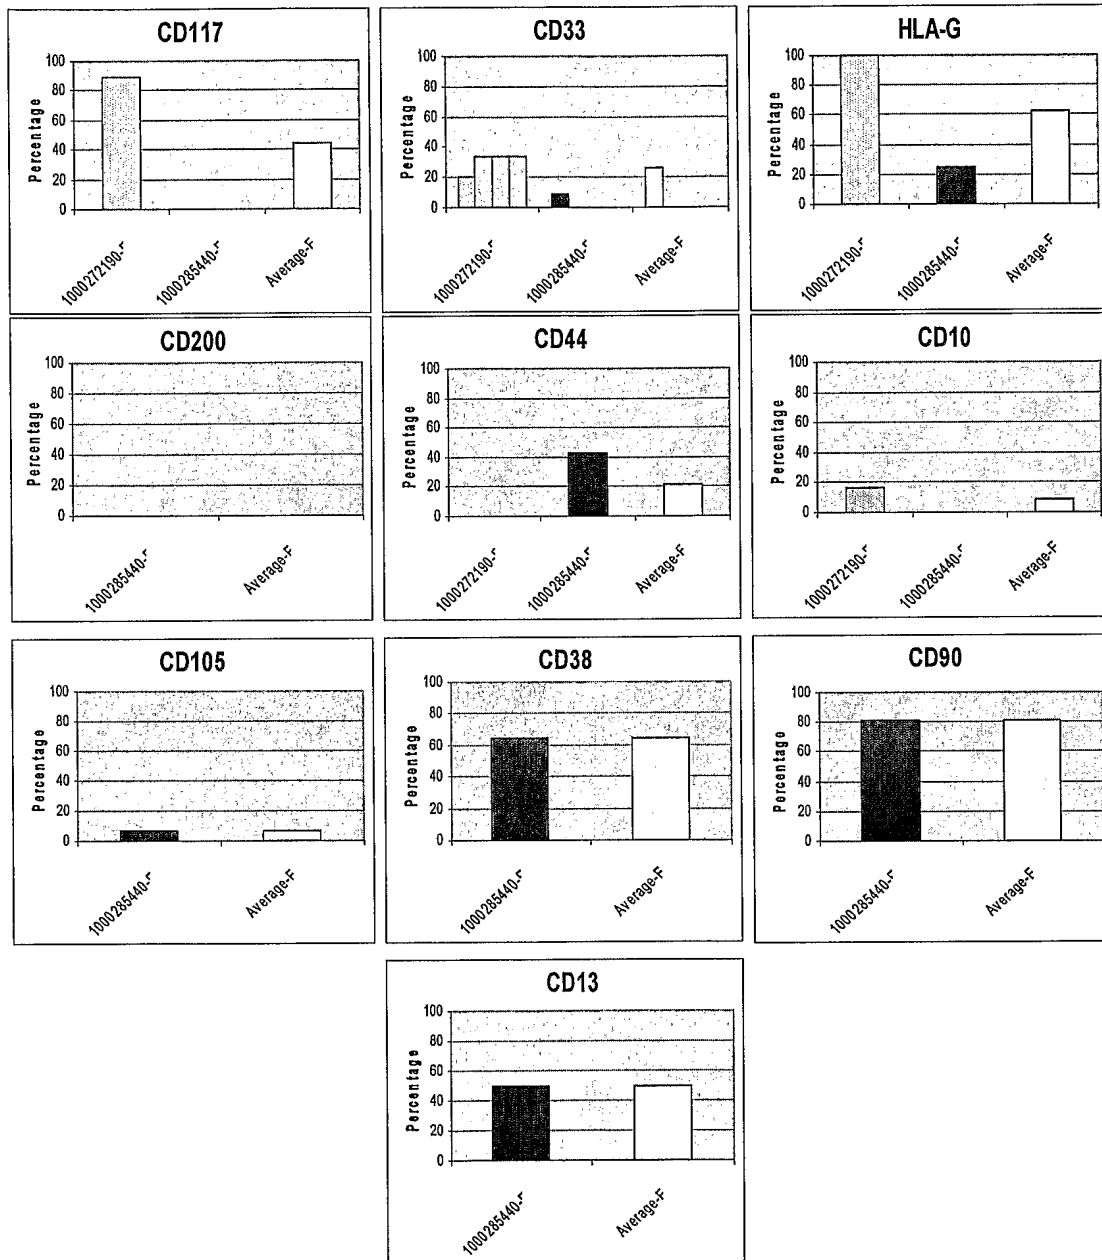 CD117
Percentage
100
80
60
40
20
0
1000272190-F
1000285440-F
Average-F
CD33
Percentage
100
80
60
40
20
0
1000272190-F
1000285440-F
Average-F
HLA-G
Percentage
100
80
60
40
20
0
1000272190-F
1000285440-F
Average-F
CD200
Percentage
100
80
60
40
20
0
1000285440-F
Average-F
CD44
Percentage
100
80
60
40
20
0
1000272190-F
1000285440-F
Average-F
CD10
Percentage
100
80
60
40
20
0
1000272190-F
1000285440-F
Average-F
CD105
Percentage
100
80
60
40
20
0
1000285440-F
Average-F
CD38
Percentage
100
80
60
40
20
0
1000285440-F
Average-F
CD90
Percentage
100
80
60
40
20
0
1000285440-F
Average-F
CD13
Percentage
100
80
60
40
20
0
1000285440-F
Average-F